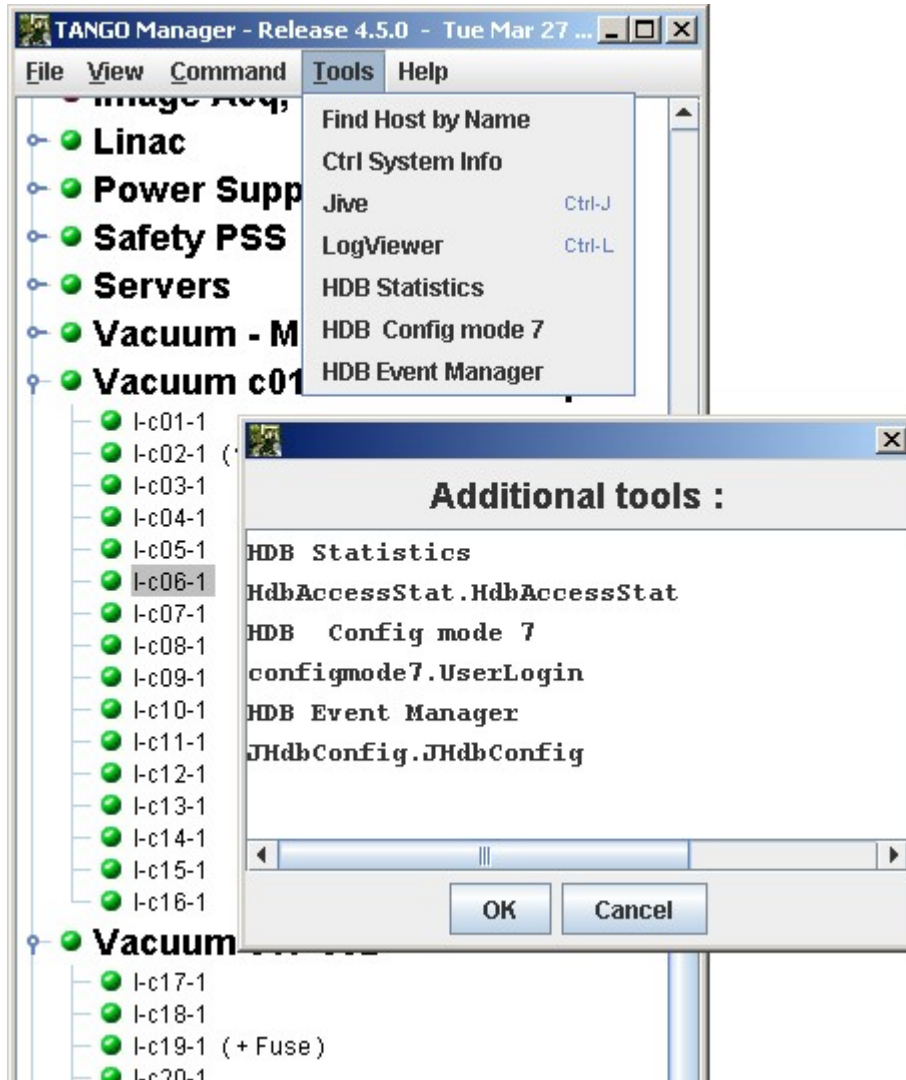 TANGO Manager - Release 4.5.0 - Tue Mar 27 ...
File View Command Tools Help
Image Acq,
Linac
Power Supp
Safety PSS
Servers
Vacuum - M
Vacuum c01
Find Host by Name
Ctrl System Info
Jive Ctrl-J
LogViewer Ctrl-L
HDB Statistics
HDB  Config mode 7
HDB Event Manager
l-c01-1
l-c02-1 (
l-c03-1
l-c04-1
l-c05-1
l-c06-1
l-c07-1
l-c08-1
l-c09-1
l-c10-1
l-c11-1
l-c12-1
l-c13-1
l-c14-1
l-c15-1
l-c16-1
Additional tools :
HDB Statistics
HdbAccessStat.HdbAccessStat
HDB  Config mode 7
configmode7.UserLogin
HDB Event Manager
JHdbConfig.JHdbConfig
OK Cancel
Vacuum
l-c17-1
l-c18-1
l-c19-1 ( + Fuse )
l-c20-1